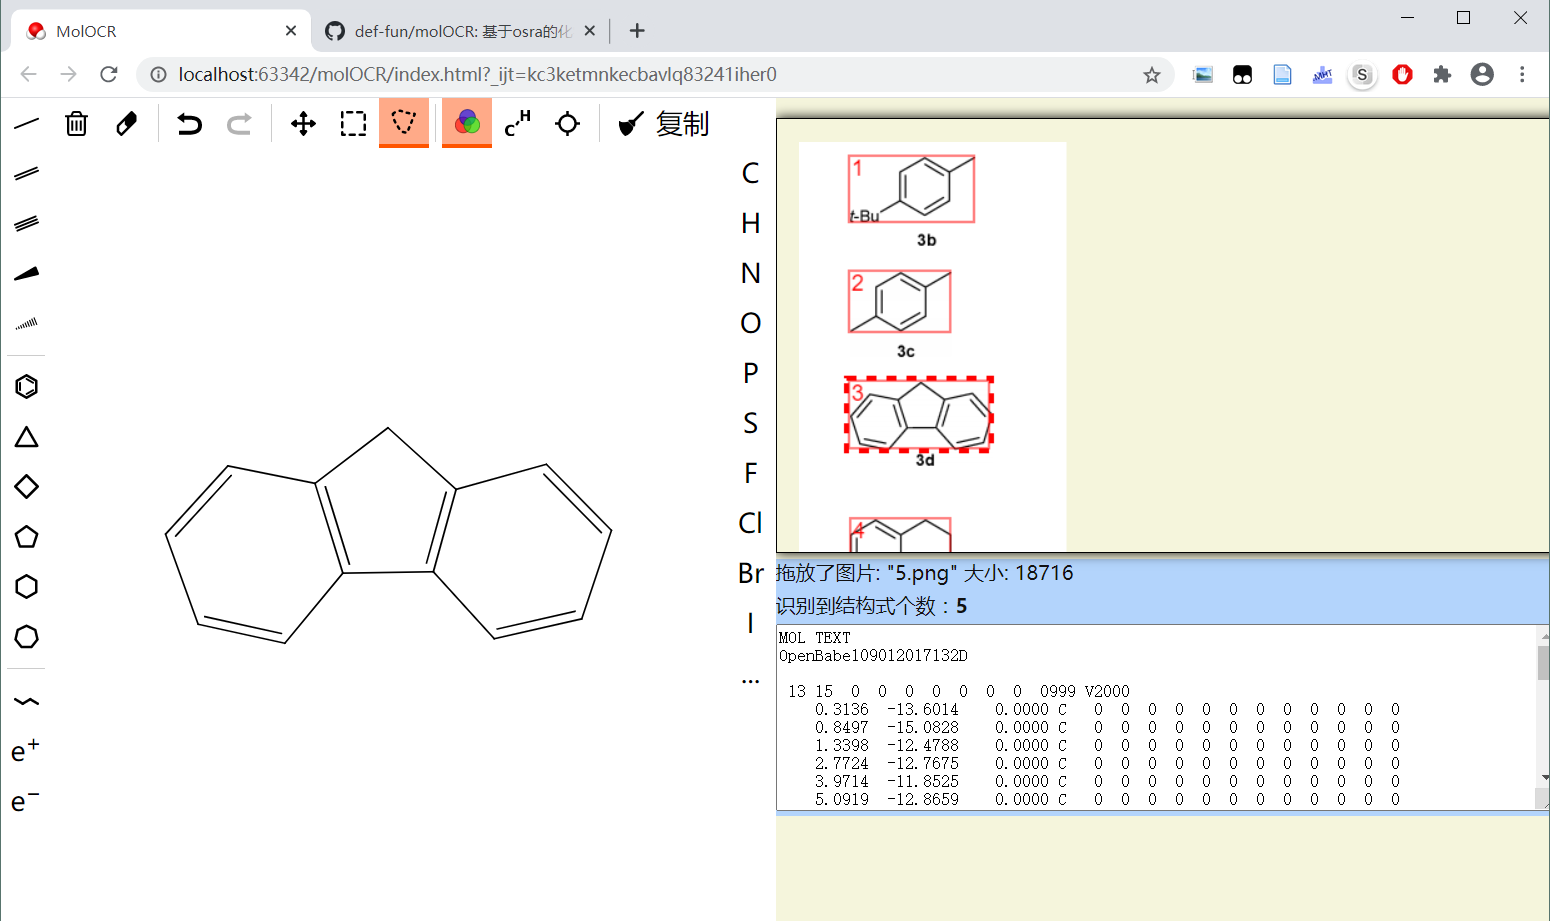 MolOCR
def-fun/molOCR: 基于osra的化
localhost:63342/molOCR/index.html?_ijt=kc3ketmnkecbavlq83241iher0
MHT
S
C H
复制
C
H
N
O
P
S
F
Cl
Br
I
...
e+
e−
1
t-Bu
3b
2
3c
3
3d
4
拖放了图片: "5.png" 大小: 18716
识别到结构式个数：5
MOL TEXT
OpenBabel09012017132D
13 15 0 0 0 0 0 0 0 0999 V2000
0.3136 -13.6014 0.0000 C 0 0 0 0 0 0 0 0 0 0 0 0
0.8497 -15.0828 0.0000 C 0 0 0 0 0 0 0 0 0 0 0 0
1.3398 -12.4788 0.0000 C 0 0 0 0 0 0 0 0 0 0 0 0
2.7724 -12.7675 0.0000 C 0 0 0 0 0 0 0 0 0 0 0 0
3.9714 -11.8525 0.0000 C 0 0 0 0 0 0 0 0 0 0 0 0
5.0919 -12.8659 0.0000 C 0 0 0 0 0 0 0 0 0 0 0 0